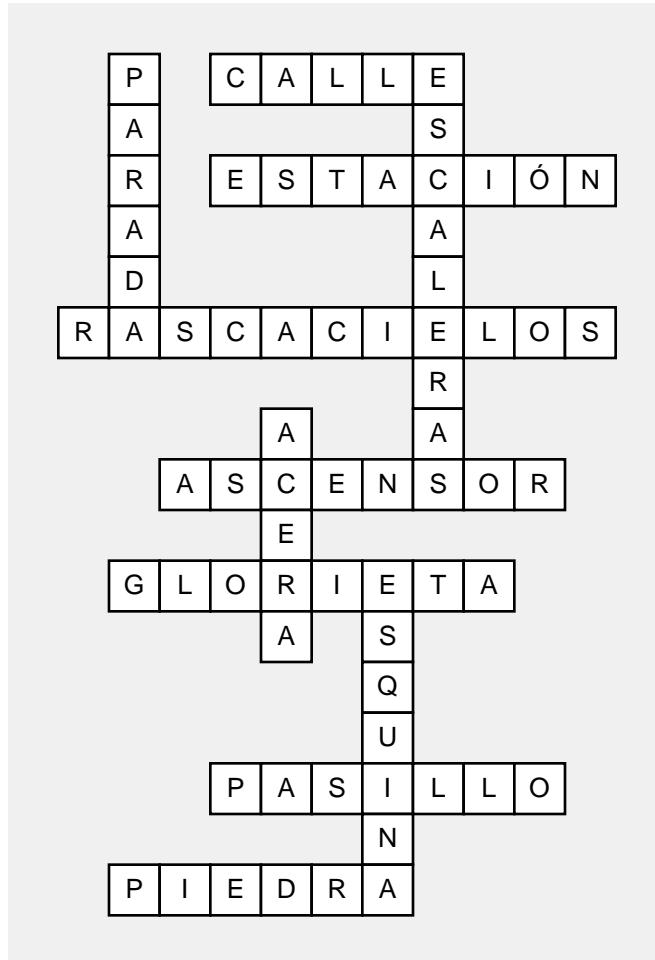 P CALLE
A S
R ESTACIÓN
A A
D L
RASCACIELOS
R
A A
ASCENSOR
E
GLORIETA
A S
Q
U
PASILLO
N
PIEDRA